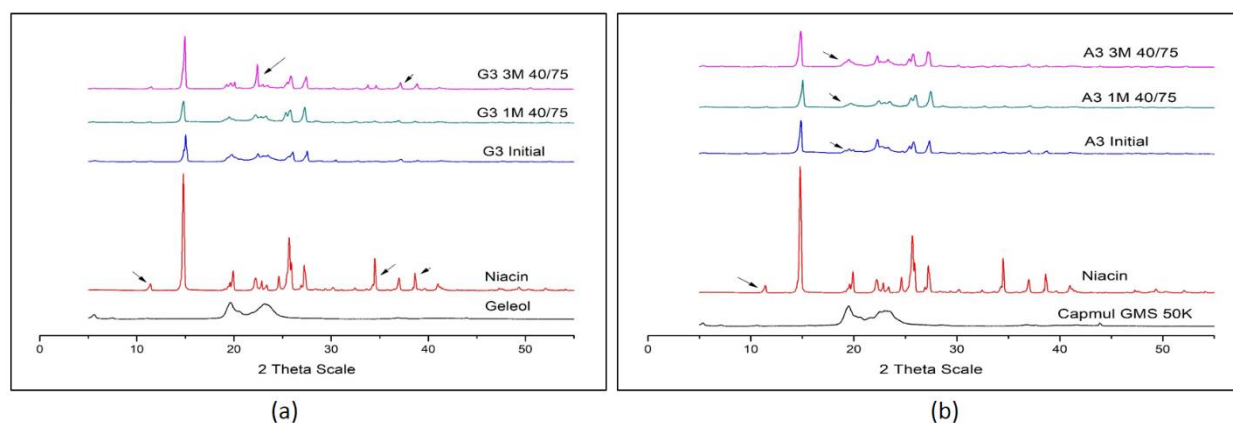 G3 3M 40/75
G3 1M 40/75
G3 Initial
Niacin
Geleol
0 10 20 30 40 50
2 Theta Scale
(a)
A3 3M 40/75
A3 1M 40/75
A3 Initial
Niacin
Capmul GMS 50K
0 10 20 30 40 50
2 Theta Scale
(b)